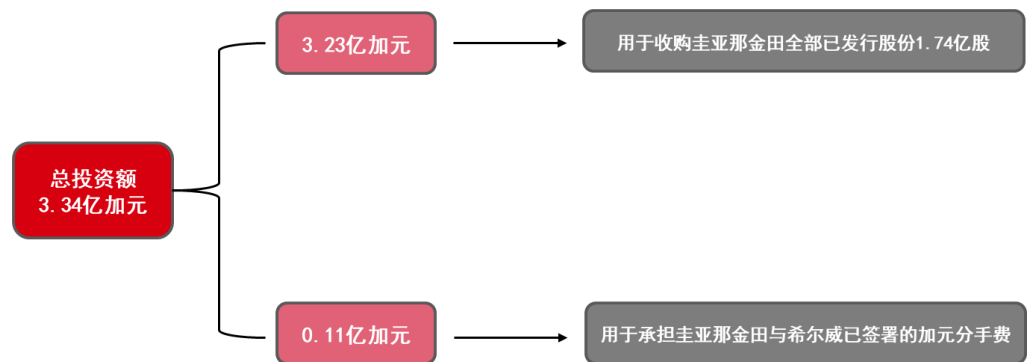 3.23亿加元
用于收购圭亚那金田全部已发行股份1.74亿股
总投资额
3.34亿加元
0.11亿加元
用于承担圭亚那金田与希尔威已签署的加元分手费